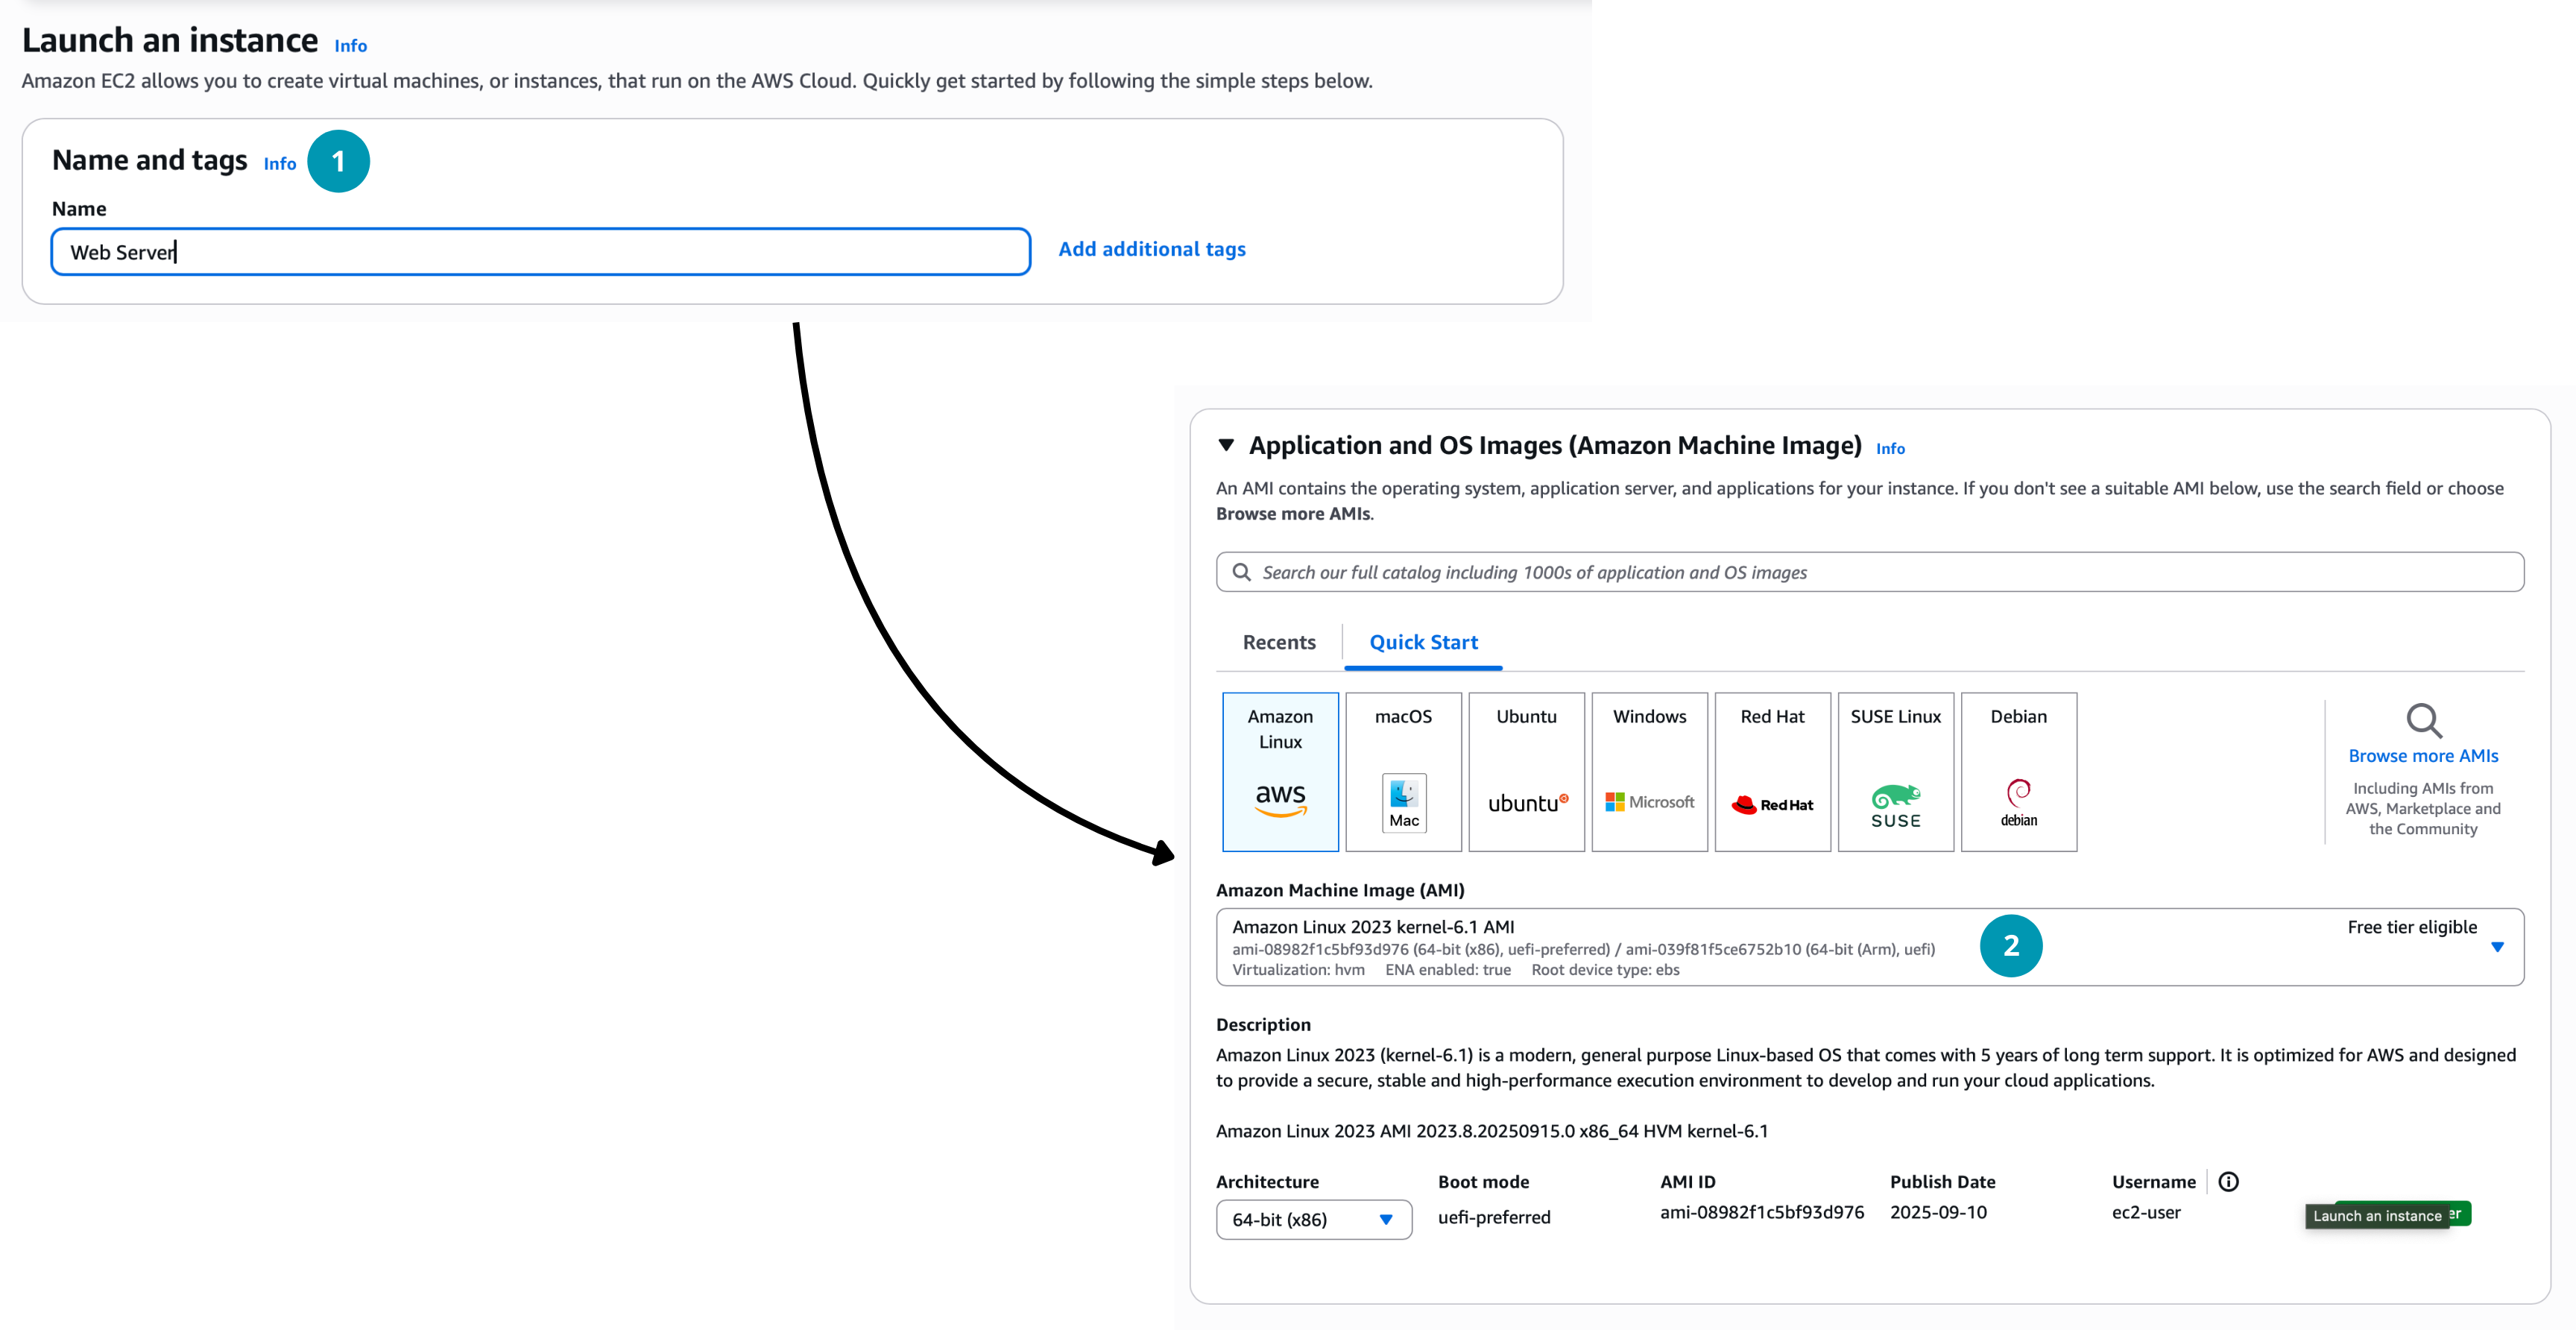 Launch an instance Info
Amazon EC2 allows you to create virtual machines, or instances, that run on the AWS Cloud. Quickly get started by following the simple steps below.
Name and tags Info 1
Name
Web Server Add additional tags
Application and OS Images (Amazon Machine Image) Info
An AMI contains the operating system, application server, and applications for your instance. If you don't see a suitable AMI below, use the search field or choose
Browse more AMIs.
Search our full catalog including 1000s of application and OS images
Recents Quick Start
Amazon Linux
aws
macOS
Mac
Ubuntu
ubuntu
Windows
Microsoft
Red Hat
Red Hat
SUSE Linux
SUSE
Debian
debian
Browse more AMIs
Including AMIs from
AWS, Marketplace and
the Community
Amazon Machine Image (AMI)
Amazon Linux 2023 kernel-6.1 AMI Free tier eligible
ami-08982f1c5bf93d976 (64-bit (x86), uefi-preferred) / ami-039f81f5ce6752b10 (64-bit (Arm), uefi) 2
Virtualization: hvm ENA enabled: true Root device type: ebs
Description
Amazon Linux 2023 (kernel-6.1) is a modern, general purpose Linux-based OS that comes with 5 years of long term support. It is optimized for AWS and designed
to provide a secure, stable and high-performance execution environment to develop and run your cloud applications.
Amazon Linux 2023 AMI 2023.8.20250915.0 x86_64 HVM kernel-6.1
Architecture Boot mode AMI ID Publish Date Username
64-bit (x86) uefi-preferred ami-08982f1c5bf93d976 2025-09-10 ec2-user Launch an instance